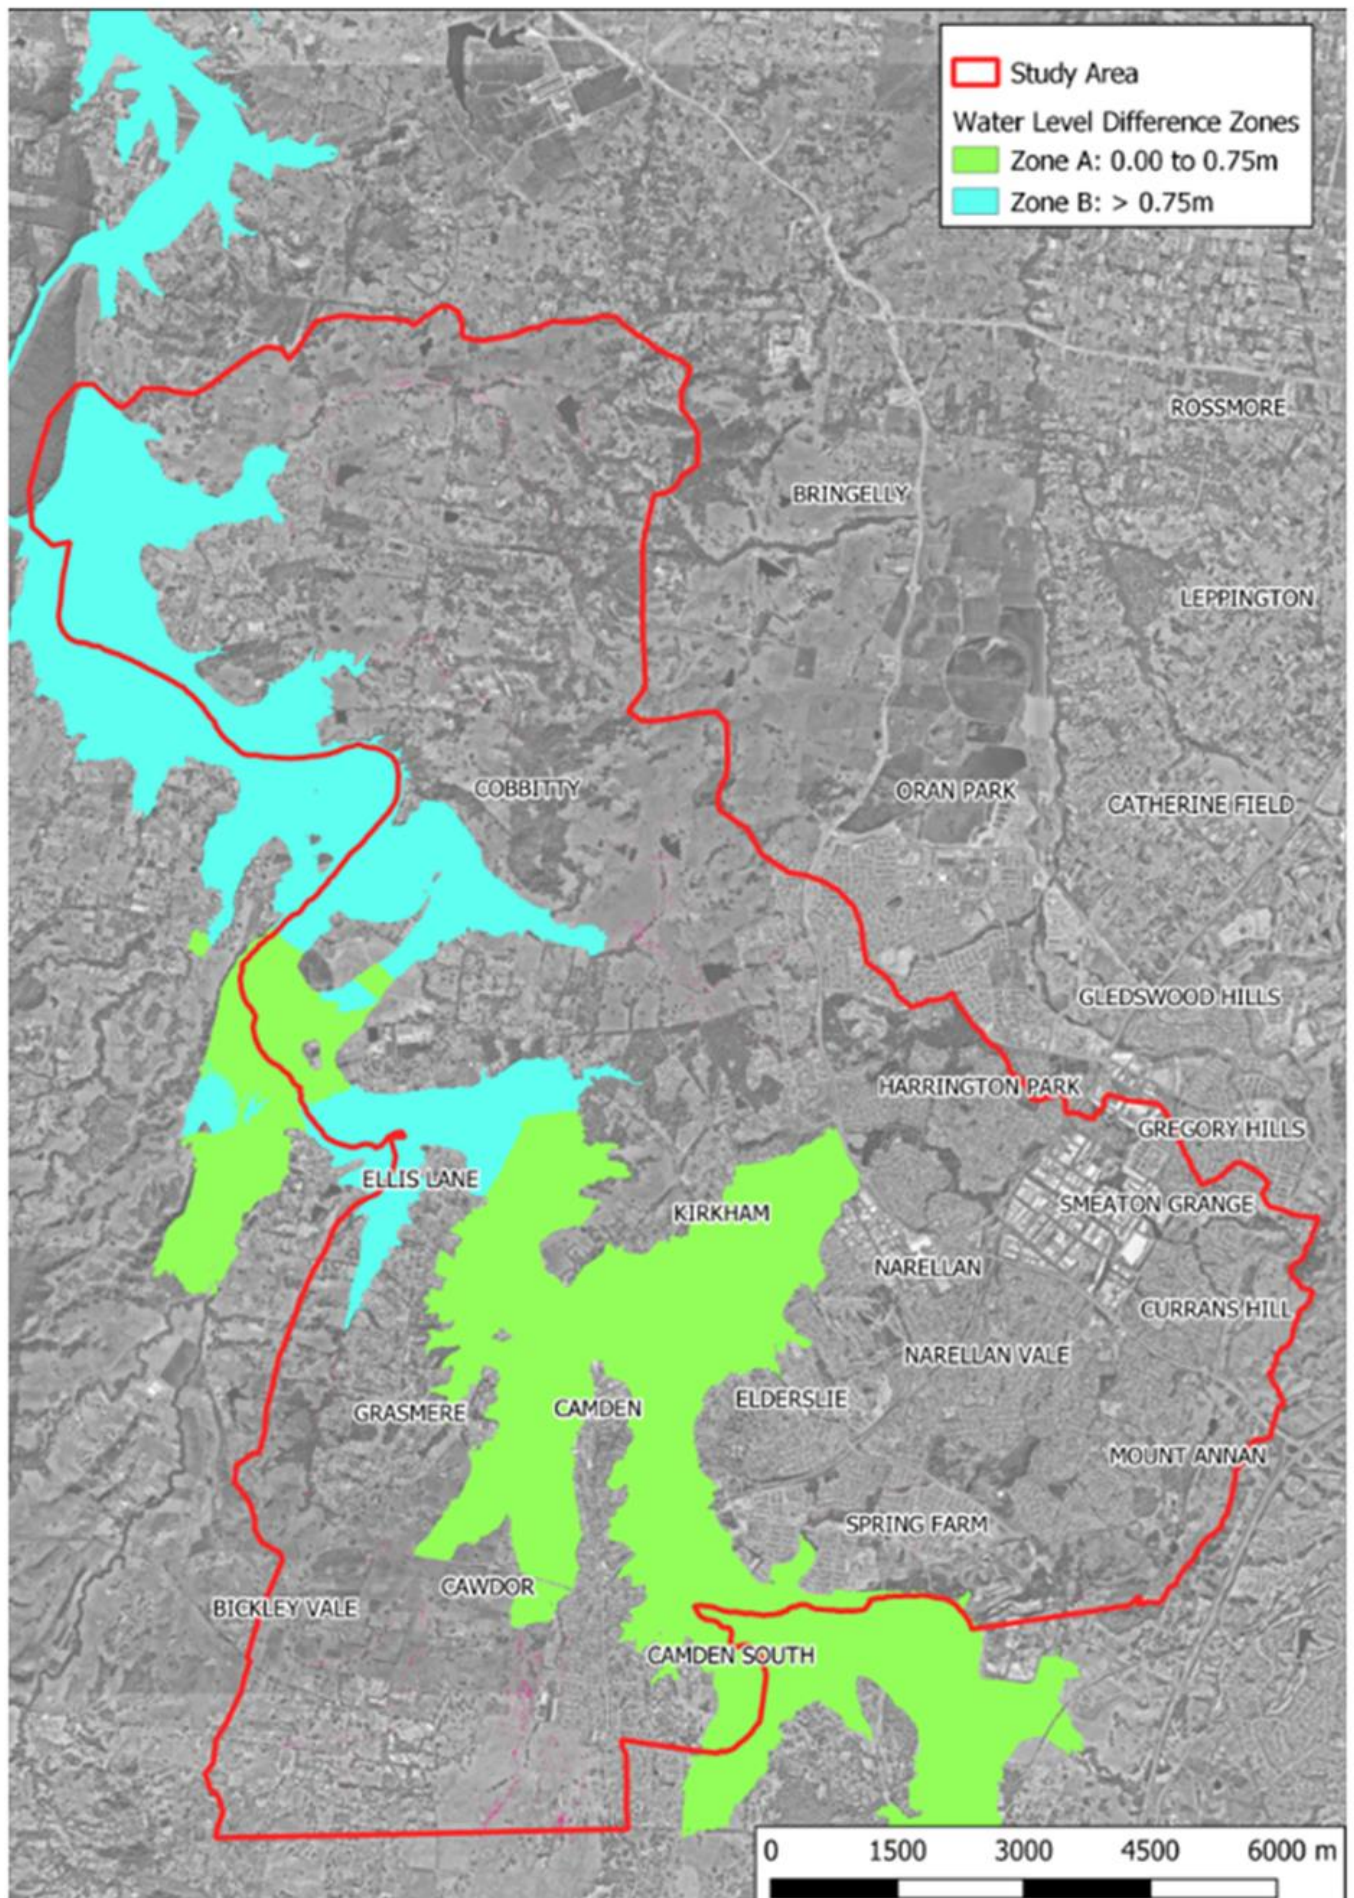 Study Area
Water Level Difference Zones
Zone A: 0.00 to 0.75m
Zone B: > 0.75m
ROSSMORE
BRINGELLY
LEPPINGTON
COBBITTY
ORAN PARK
CATHERINE FIELD
GLEDSWOOD HILLS
HARRINGTON PARK
GREGORY HILLS
ELLIS LANE
SMEATON GRANGE
KIRKHAM
NARELLAN
CURRANS HILL
NARELLAN VALE
ELDERSLIE
GRASMERE
CAMDEN
MOUNT ANNAN
SPRING FARM
CAWDOR
BICKLEY VALE
CAMDEN SOUTH
0 1500 3000 4500 6000 m